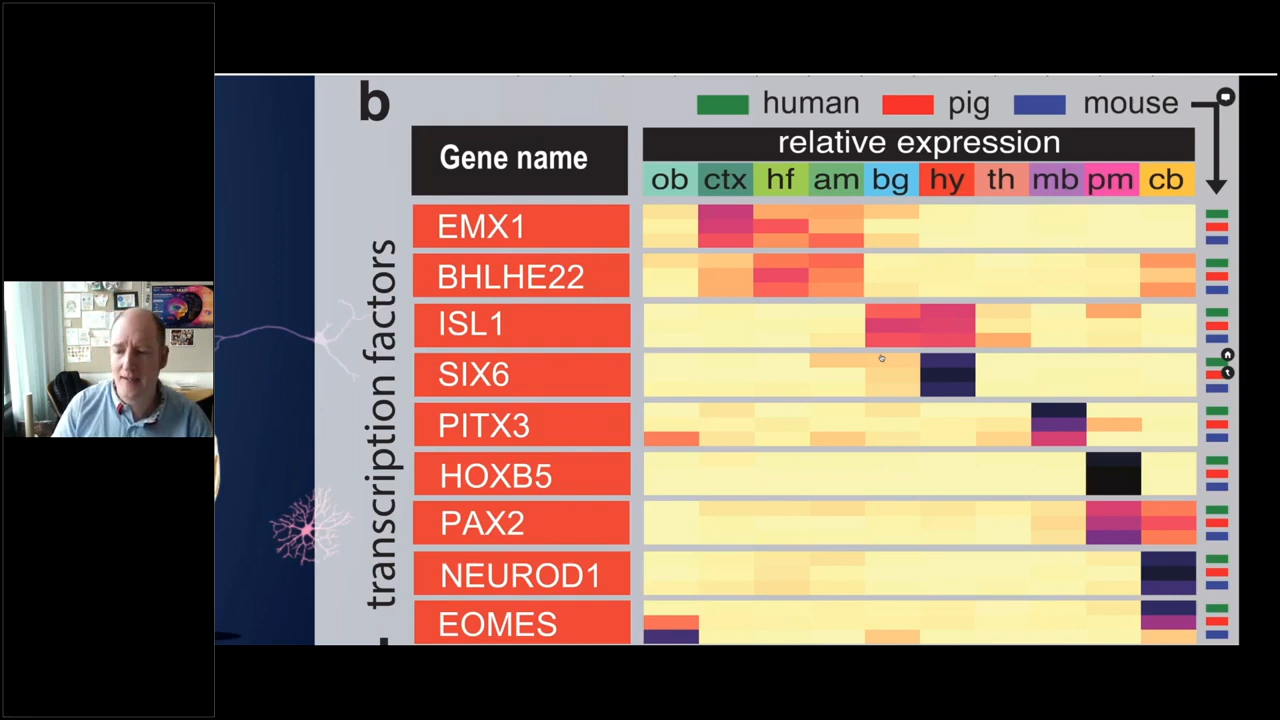 b
human pig mouse
Gene name
relative expression
ob ctx hf am bg hy th mb pm cb
transcription factors
EMX1
BHLHE22
ISL1
SIX6
PITX3
HOXB5
PAX2
NEUROD1
EOMES